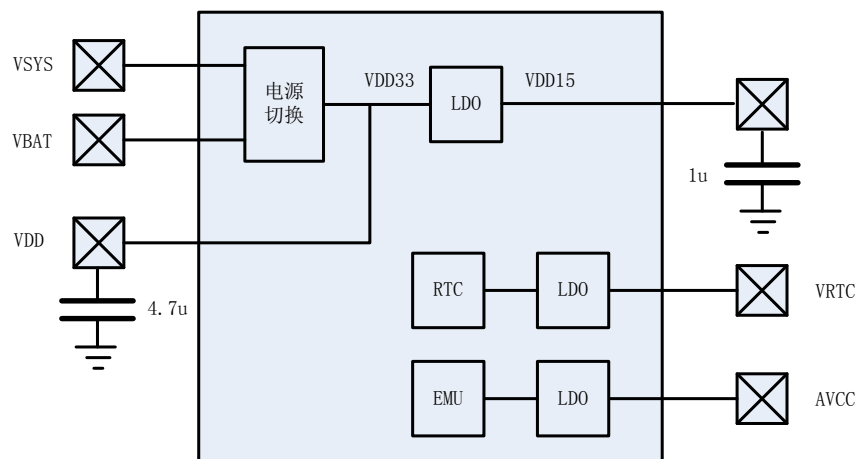 VSYS
电源
切换
VDD33
LDO
VDD15
VBAT
1u
VDD
4.7u
RTC
LDO
VRTC
EMU
LDO
AVCC